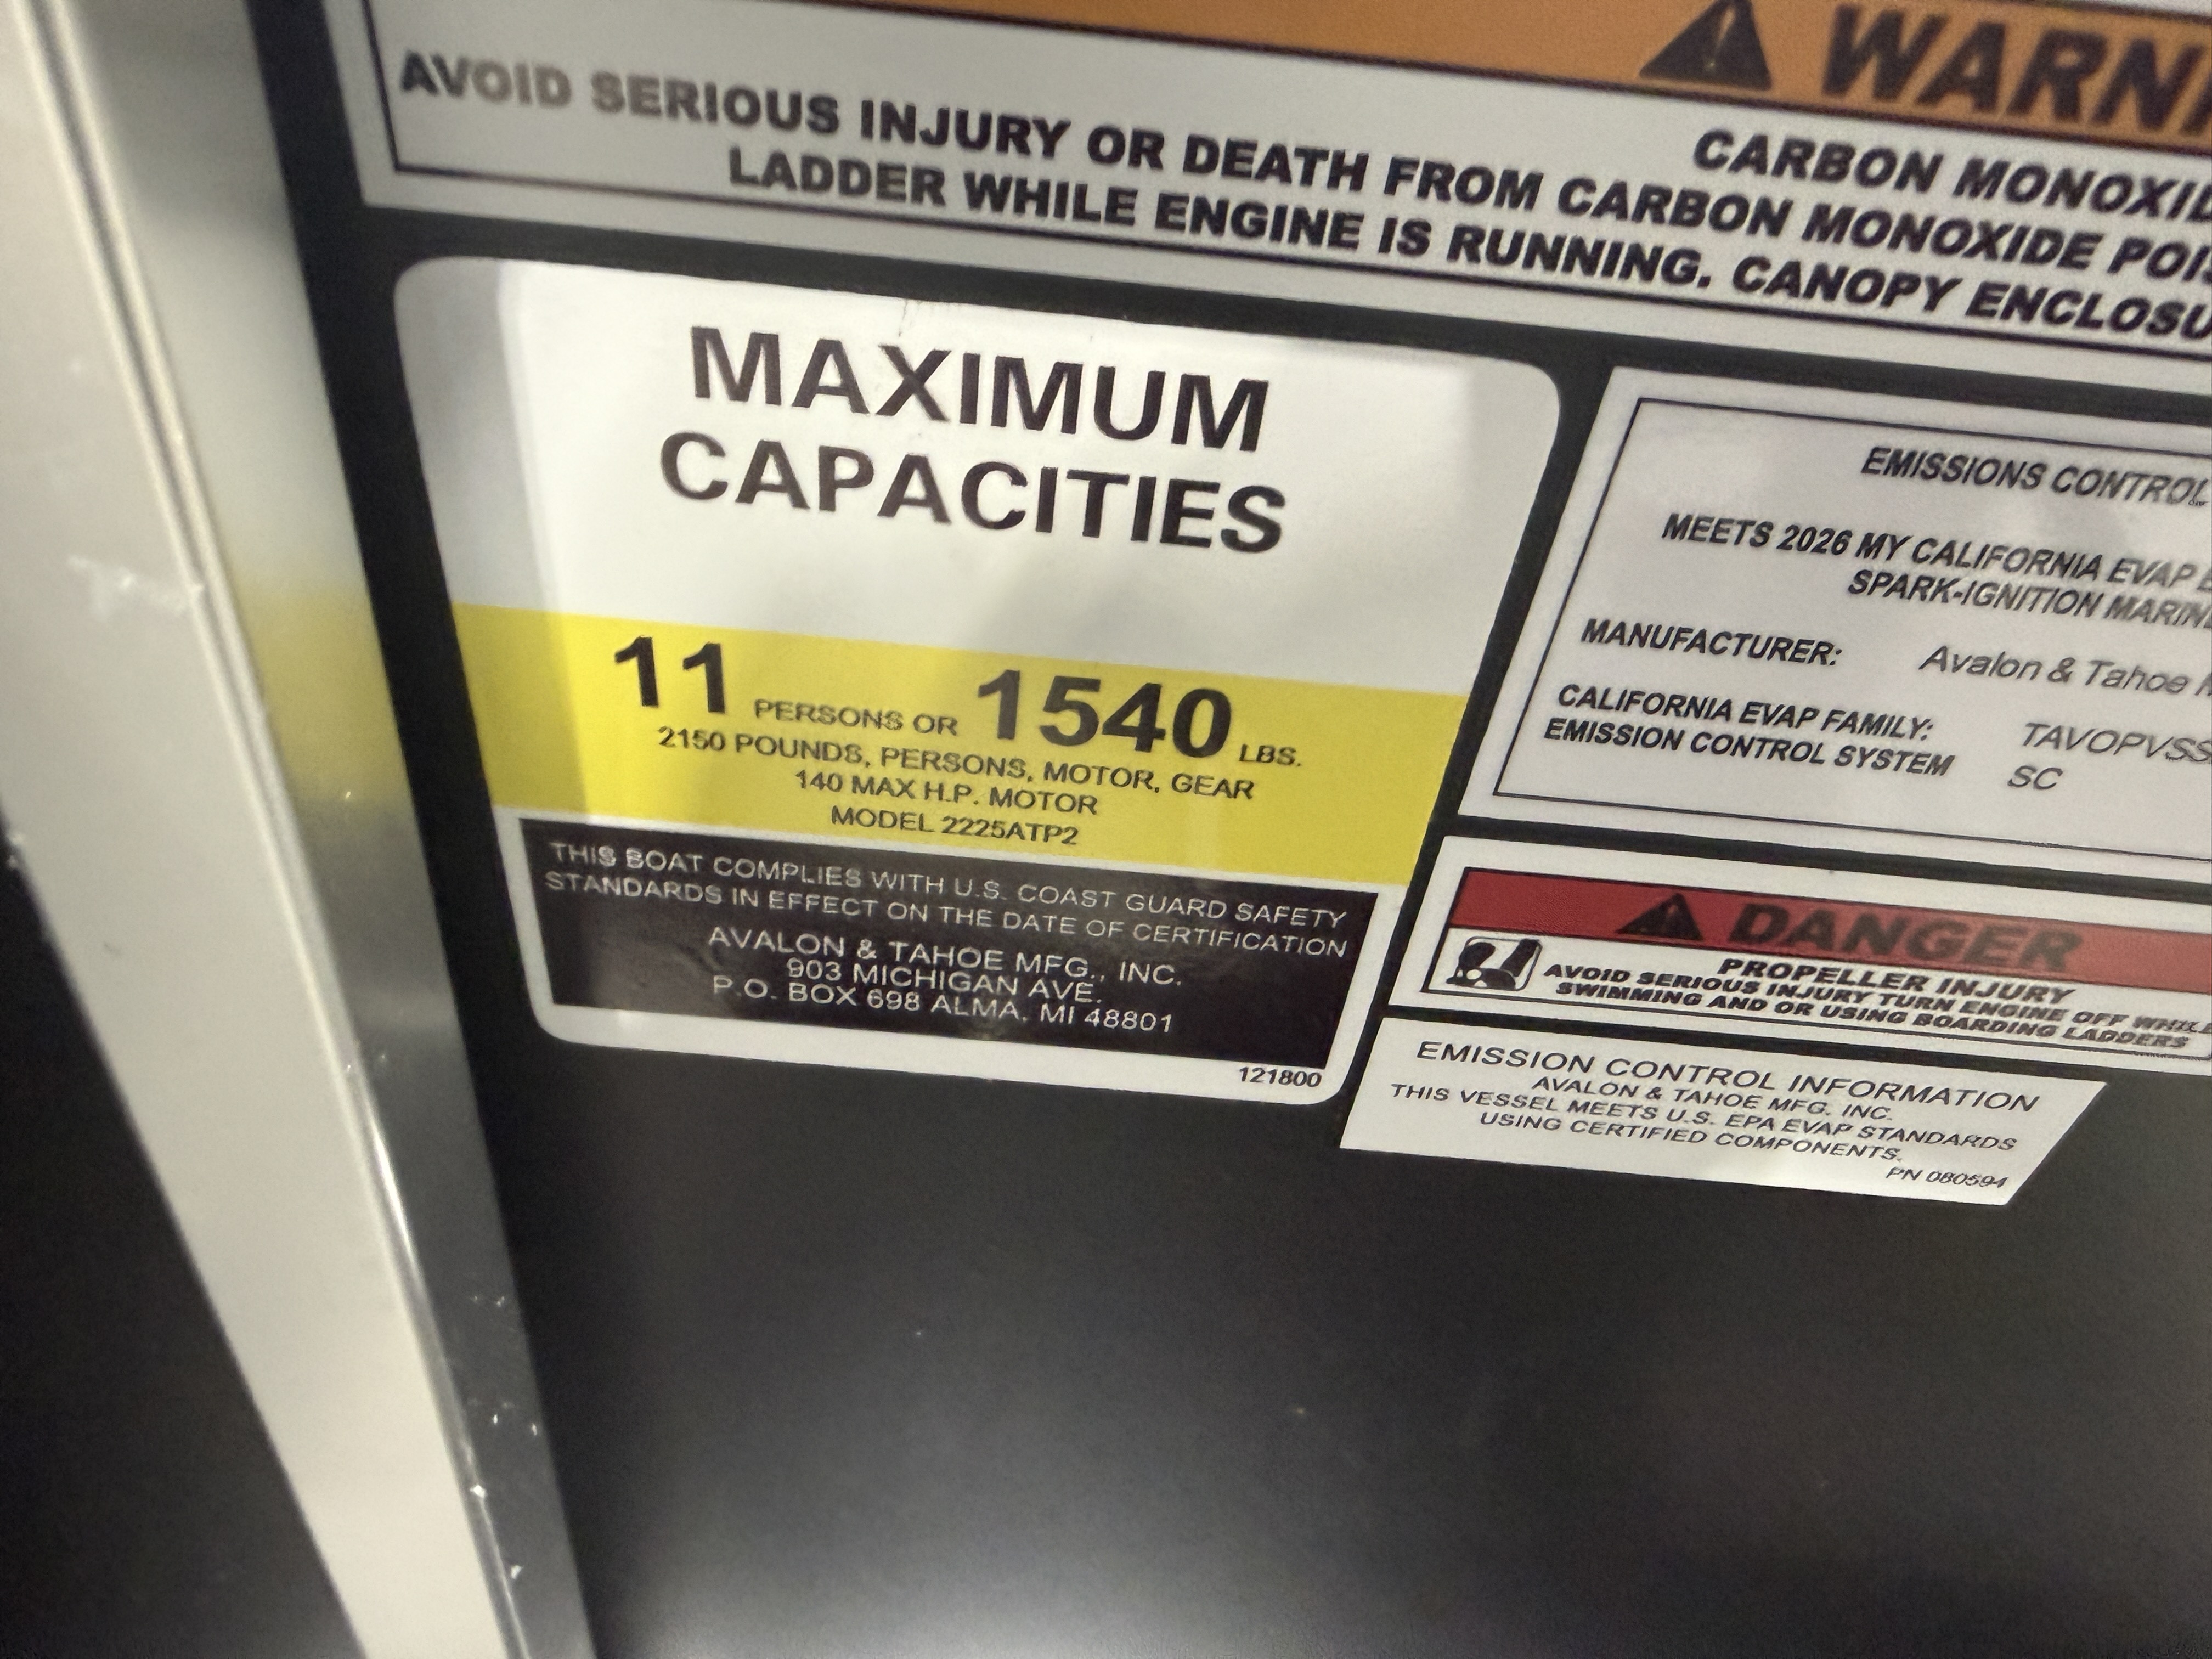 WARN
CARBON MONOXID
AVOID SERIOUS INJURY OR DEATH FROM CARBON MONOXIDE POI
LADDER WHILE ENGINE IS RUNNING. CANOPY ENCLOSU
MAXIMUM
CAPACITIES
11 PERSONS OR 1540 LBS.
2150 POUNDS, PERSONS, MOTOR, GEAR
140 MAX H.P. MOTOR
MODEL 2225ATP2
THIS BOAT COMPLIES WITH U.S. COAST GUARD SAFETY
STANDARDS IN EFFECT ON THE DATE OF CERTIFICATION
AVALON & TAHOE MFG., INC.
903 MICHIGAN AVE.
P.O. BOX 698 ALMA, MI 48801
121800
EMISSIONS CONTROL
MEETS 2026 MY CALIFORNIA EVAP
SPARK-IGNITION MARIN
MANUFACTURER: Avalon & Tahoe
CALIFORNIA EVAP FAMILY: TAVOPVSS
EMISSION CONTROL SYSTEM SC
DANGER
PROPELLER INJURY
AVOID SERIOUS INJURY TURN ENGINE OFF WHILE
SWIMMING AND OR USING BOARDING LADDERS
EMISSION CONTROL INFORMATION
AVALON & TAHOE MFG. INC.
THIS VESSEL MEETS U.S. EPA EVAP STANDARDS
USING CERTIFIED COMPONENTS.
PN 080594